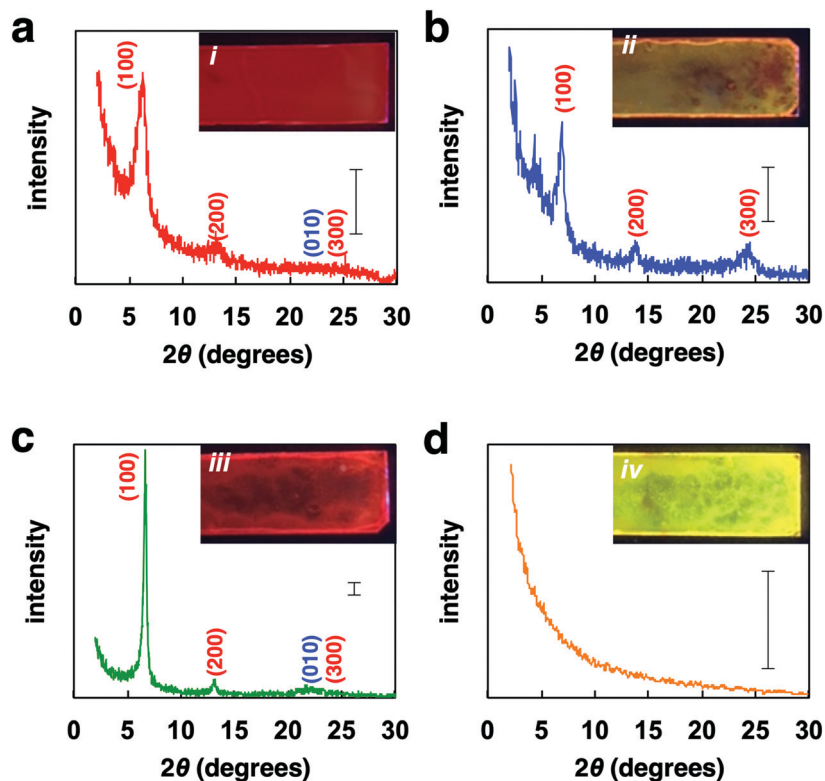 a
intensity
(100)
(200)
(010)
(300)
i
0 5 10 15 20 25 30
2θ (degrees)
b
intensity
(100)
(200)
(300)
ii
0 5 10 15 20 25 30
2θ (degrees)
c
intensity
(100)
(200)
(010)
(300)
iii
0 5 10 15 20 25 30
2θ (degrees)
d
intensity
iv
0 5 10 15 20 25 30
2θ (degrees)